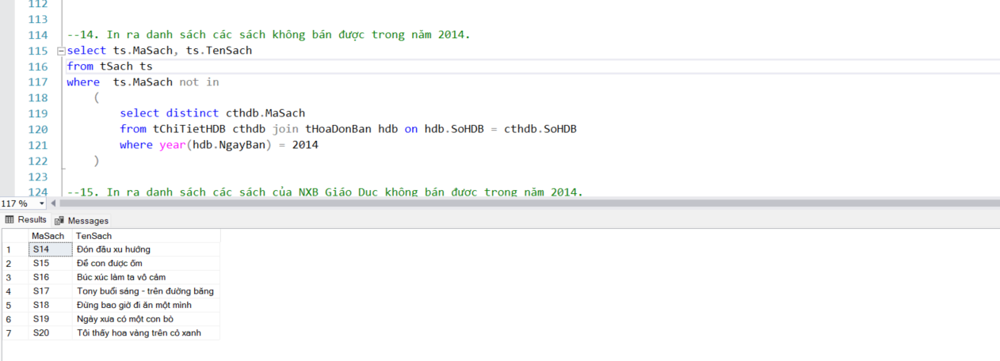 112
113
114 --14. In ra danh sách các sách không bán được trong năm 2014.
115 select ts.MaSach, ts.TenSach
116 from tSach ts
117 where  ts.MaSach not in
118 (
119 select distinct cthdb.MaSach
120 from tChiTietHDB cthdb join tHoaDonBan hdb on hdb.SoHDB = cthdb.SoHDB
121 where year(hdb.NgayBan) = 2014
122 )
123
124 --15. In ra danh sách các sách của NXB Giáo Dục không bán được trong năm 2014.
117 %
Results Messages
MaSach TenSach
1 S14 Đón đầu xu hướng
2 S15 Để con được ốm
3 S16 Búc xúc làm ta vô cảm
4 S17 Tony buổi sáng - trên đường băng
5 S18 Đừng bao giờ đi ăn một mình
6 S19 Ngày xưa có một con bò
7 S20 Tôi thấy hoa vàng trên cỏ xanh